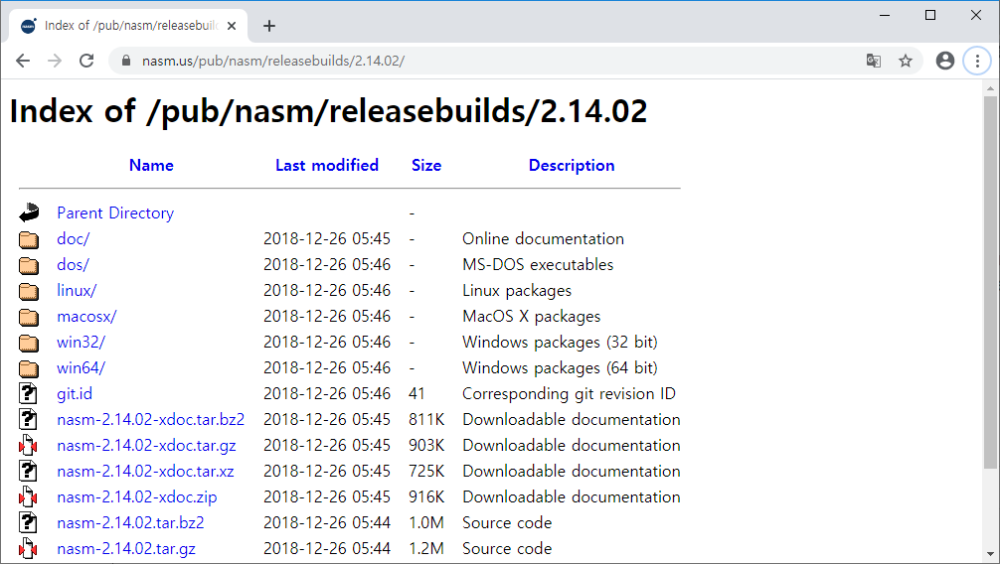 Index of /pub/nasm/releasebuild
nasm.us/pub/nasm/releasebuilds/2.14.02/
Index of /pub/nasm/releasebuilds/2.14.02
Name Last modified Size Description
Parent Directory -
doc/ 2018-12-26 05:45 - Online documentation
dos/ 2018-12-26 05:46 - MS-DOS executables
linux/ 2018-12-26 05:46 - Linux packages
macosx/ 2018-12-26 05:46 - MacOS X packages
win32/ 2018-12-26 05:46 - Windows packages (32 bit)
win64/ 2018-12-26 05:46 - Windows packages (64 bit)
git.id 2018-12-26 05:46 41 Corresponding git revision ID
nasm-2.14.02-xdoc.tar.bz2 2018-12-26 05:45 811K Downloadable documentation
nasm-2.14.02-xdoc.tar.gz 2018-12-26 05:45 903K Downloadable documentation
nasm-2.14.02-xdoc.tar.xz 2018-12-26 05:45 725K Downloadable documentation
nasm-2.14.02-xdoc.zip 2018-12-26 05:45 916K Downloadable documentation
nasm-2.14.02.tar.bz2 2018-12-26 05:44 1.0M Source code
nasm-2.14.02.tar.gz 2018-12-26 05:44 1.2M Source code